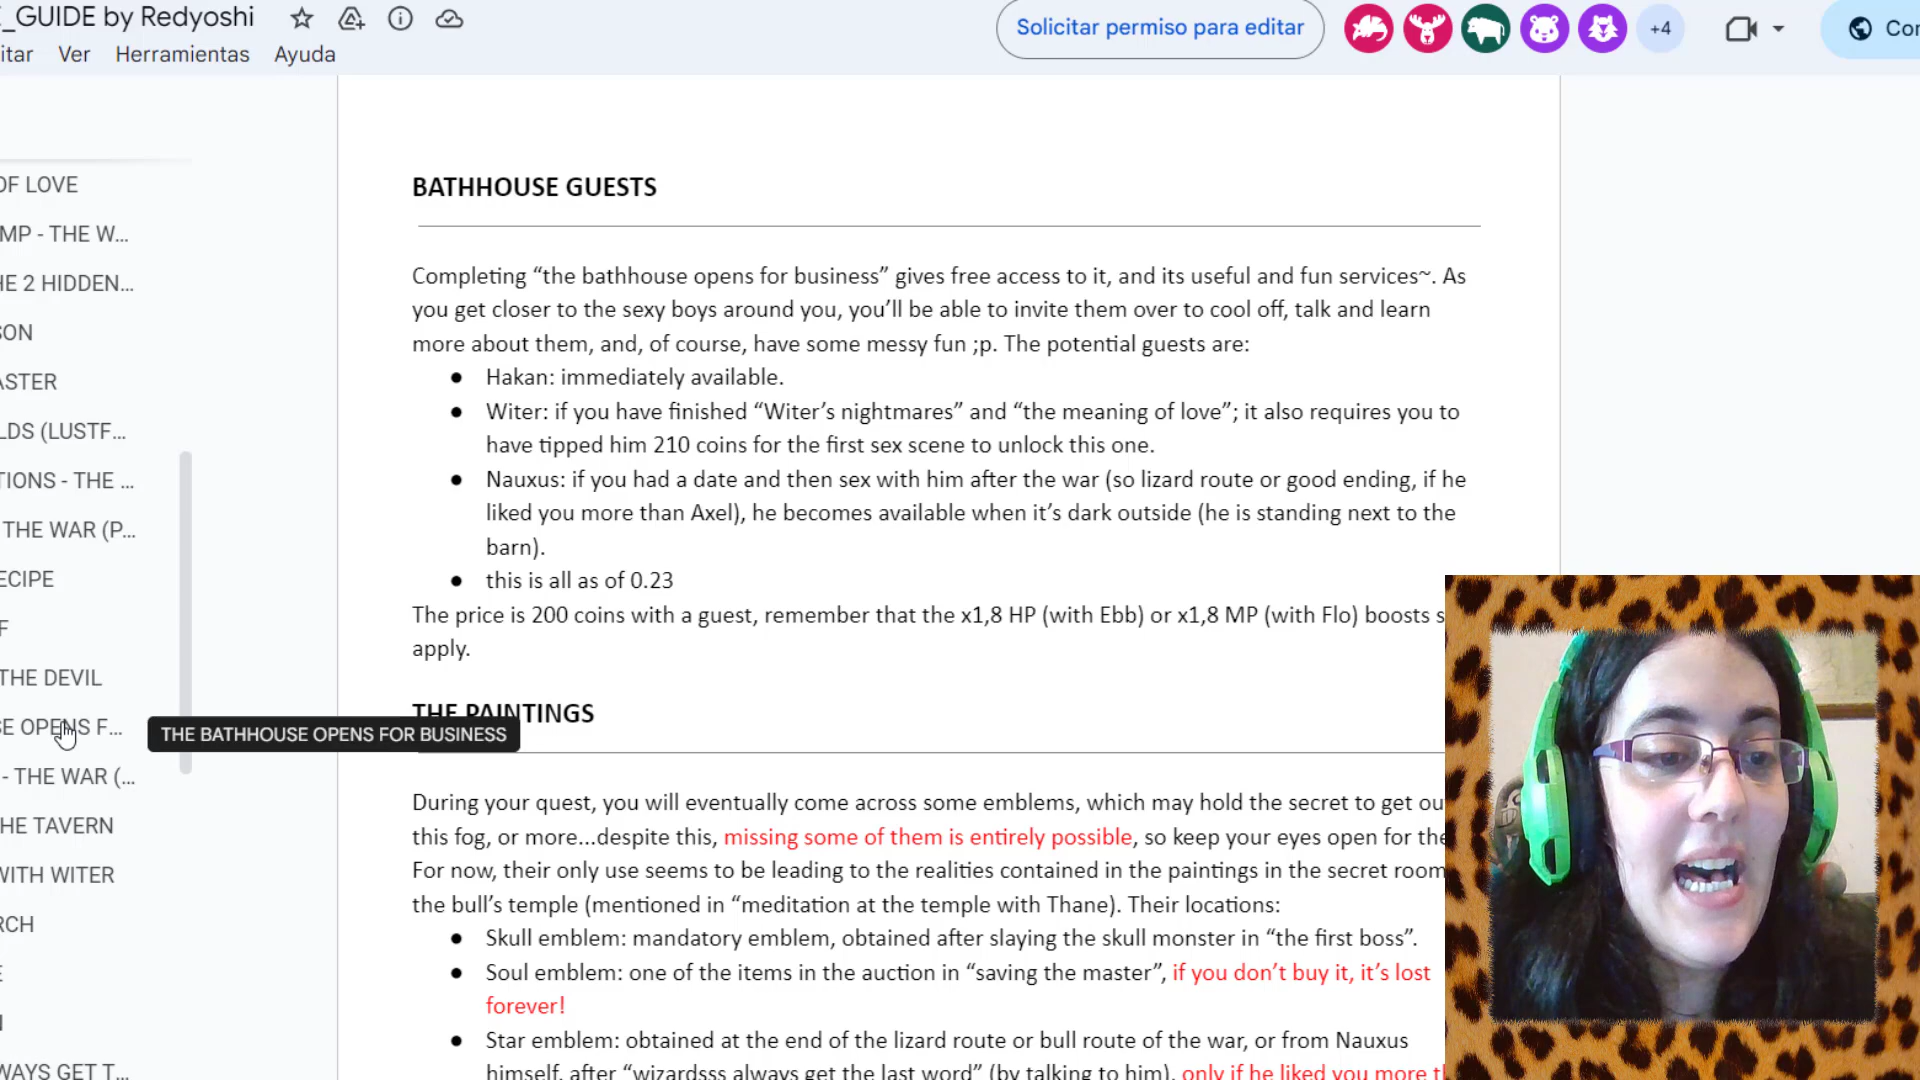 _GUIDE by Redyoshi
itar Ver Herramientas Ayuda
Solicitar permiso para editar
+4
Co
OF LOVE
MP - THE W...
HE 2 HIDDEN...
SON
ASTER
LDS (LUSTF...
TIONS - THE ...
THE WAR (P...
ECIPE
F
THE DEVIL
SE OPENS F...
- THE WAR (...
HE TAVERN
WITH WITER
RCH
E
N
WAYS GET T...
THE BATHHOUSE OPENS FOR BUSINESS
BATHHOUSE GUESTS
Completing “the bathhouse opens for business” gives free access to it, and its useful and fun services~. As
you get closer to the sexy boys around you, you’ll be able to invite them over to cool off, talk and learn
more about them, and, of course, have some messy fun ;p. The potential guests are:
● Hakan: immediately available.
● Witer: if you have finished “Witer’s nightmares” and “the meaning of love”; it also requires you to
have tipped him 210 coins for the first sex scene to unlock this one.
● Nauxus: if you had a date and then sex with him after the war (so lizard route or good ending, if he
liked you more than Axel), he becomes available when it’s dark outside (he is standing next to the
barn).
● this is all as of 0.23
The price is 200 coins with a guest, remember that the x1,8 HP (with Ebb) or x1,8 MP (with Flo) boosts s
apply.
THE PAINTINGS
During your quest, you will eventually come across some emblems, which may hold the secret to get ou
this fog, or more...despite this, missing some of them is entirely possible, so keep your eyes open for the
For now, their only use seems to be leading to the realities contained in the paintings in the secret room
the bull’s temple (mentioned in “meditation at the temple with Thane). Their locations:
● Skull emblem: mandatory emblem, obtained after slaying the skull monster in “the first boss”.
● Soul emblem: one of the items in the auction in “saving the master”, if you don’t buy it, it’s lost
forever!
● Star emblem: obtained at the end of the lizard route or bull route of the war, or from Nauxus
himself, after “wizardsss always get the last word” (by talking to him), only if he liked you more t